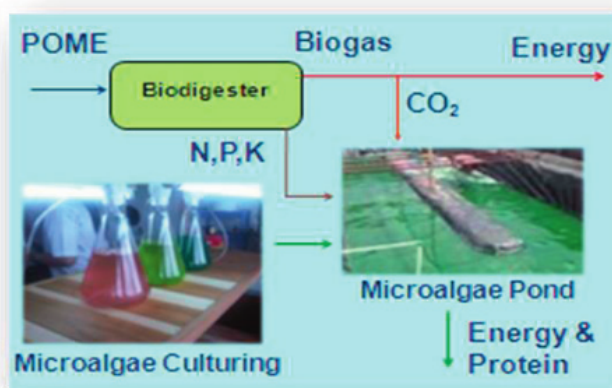 POME
Biogas
Energy
Biodigester
CO₂
N,P,K
Microalgae Pond
Microalgae Culturing
Energy &
Protein